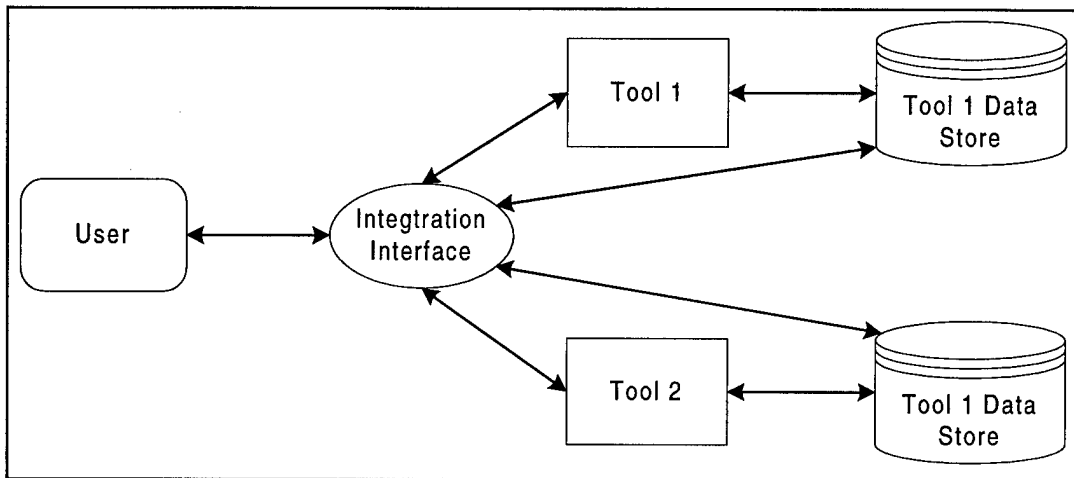 Tool 1
Tool 1 Data
Store
User
Integtration
Interface
Tool 2
Tool 1 Data
Store